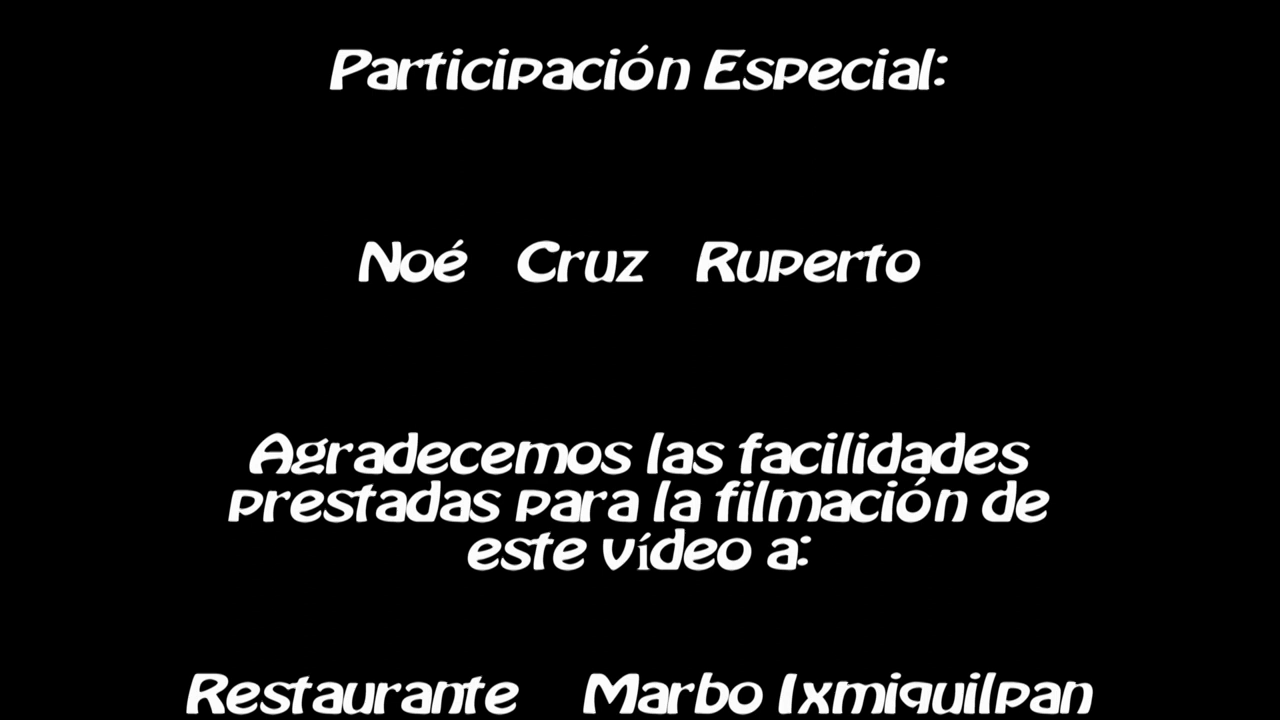 Participación Especial:
Noé Cruz Ruperto
Agradecemos las facilidades
prestadas para la filmación de
este vídeo a:
Restaurante Marbo Ixmiquilpan